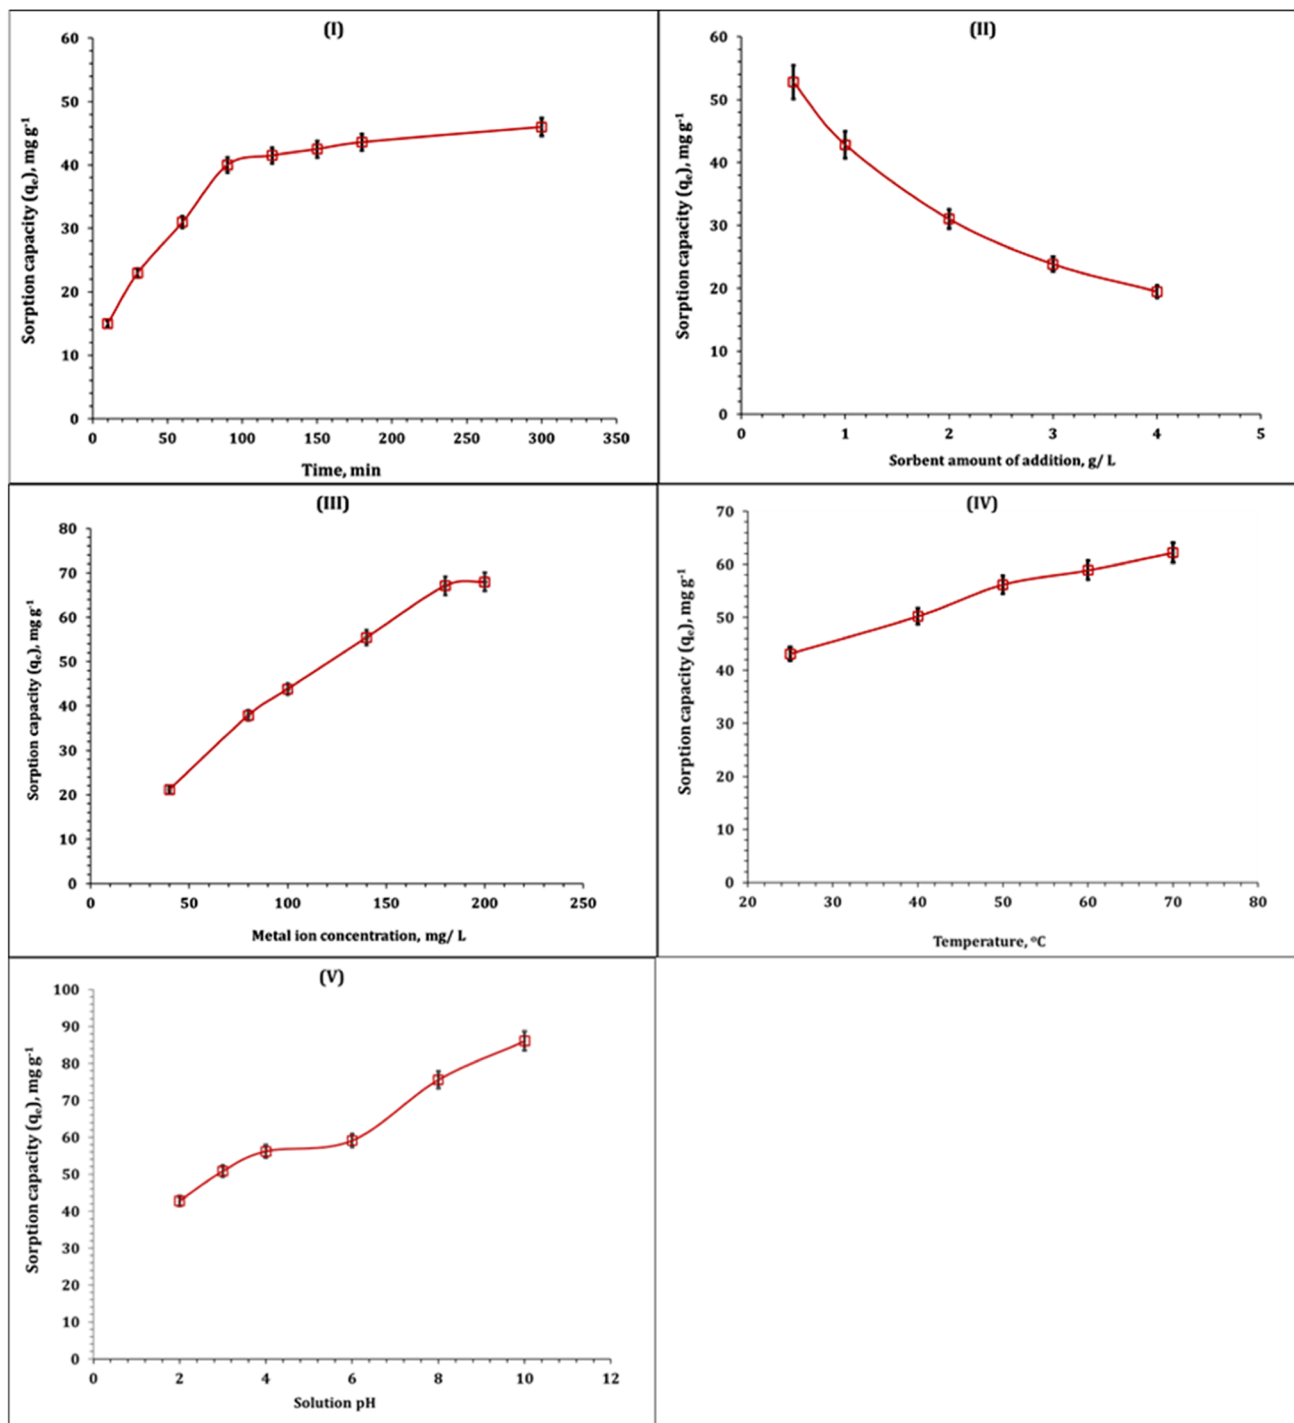 (I)
Sorption capacity (qe), mg g-1
60
50
40
30
20
10
0
0 50 100 150 200 250 300 350
Time, min
(II)
Sorption capacity (qe), mg g-1
60
50
40
30
20
10
0
0 1 2 3 4 5
Sorbent amount of addition, g/ L
(III)
Sorption capacity (qe), mg g-1
80
70
60
50
40
30
20
10
0
0 50 100 150 200 250
Metal ion concentration, mg/ L
(IV)
Sorption capacity (qe), mg g-1
70
60
50
40
30
20
10
0
20 30 40 50 60 70 80
Temperature, °C
(V)
Sorption capacity (qe), mg g-1
100
90
80
70
60
50
40
30
20
10
0
0 2 4 6 8 10 12
Solution pH